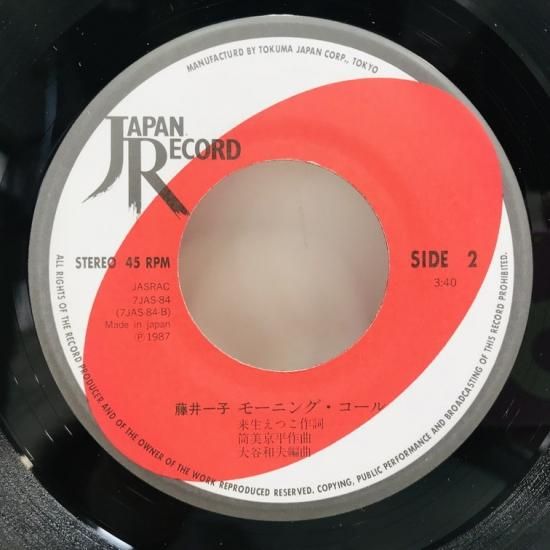 MANUFACTURD BY TOKUMA JAPAN CORP., TOKYO
JAPAN RECORD
STEREO 45 RPM
SIDE 2
3:40
JASRAC
7JAS-84
(7JAS-84-B)
Made in japan
Ⓟ1987
藤井一子 モーニング・コール
来生えつこ作詞
筒美京平作曲
大谷和夫編曲
ALL RIGHTS OF THE RECORD PRODUCER AND OF THE OWNER OF THE WORK REPRODUCED RESERVED. COPYING, PUBLIC PERFORMANCE AND BROADCASTING OF THIS RECORD PROHIBITED.